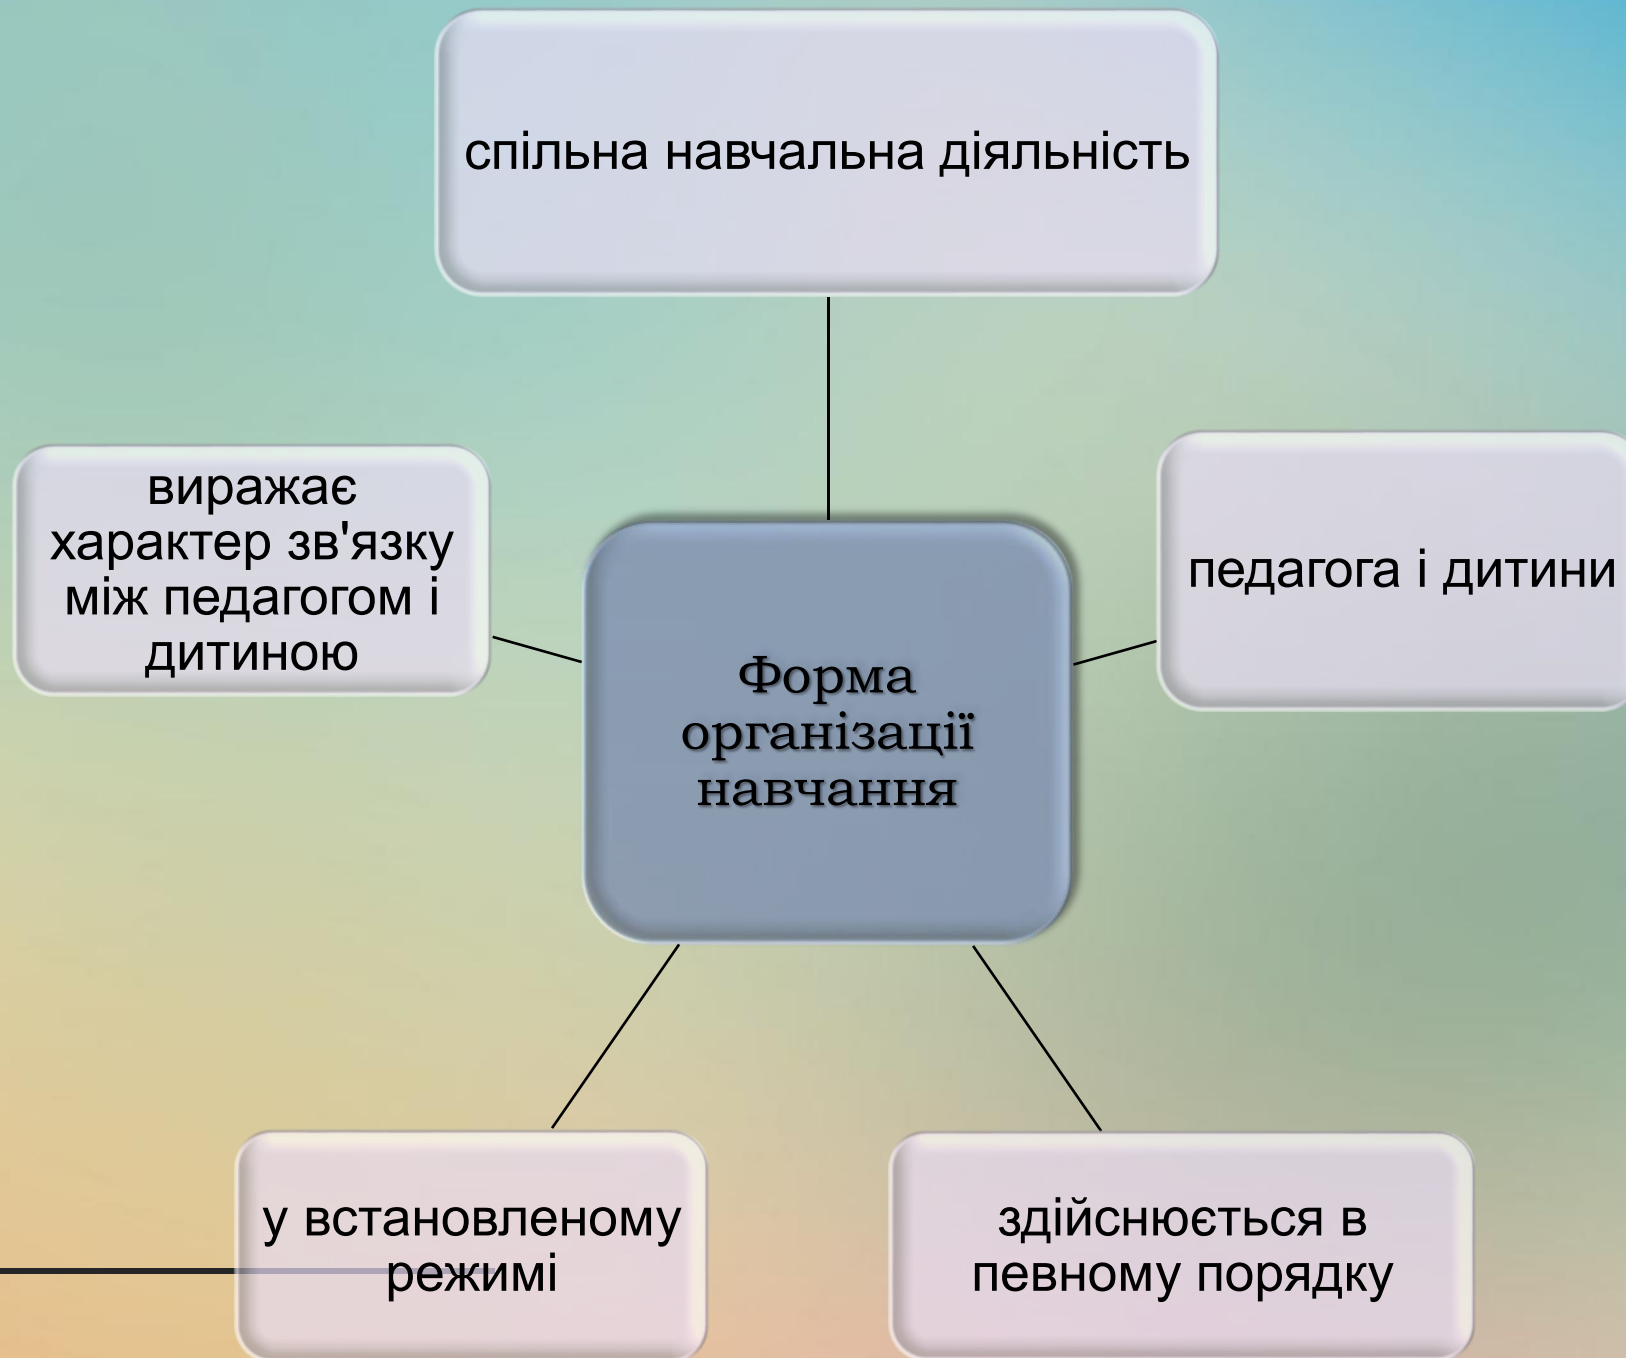 спільна навчальна діяльність
виражає
характер зв'язку
між педагогом і
дитиною
педагога і дитини
Форма
організації
навчання
у встановленому
режимі
здійснюється в
певному порядку